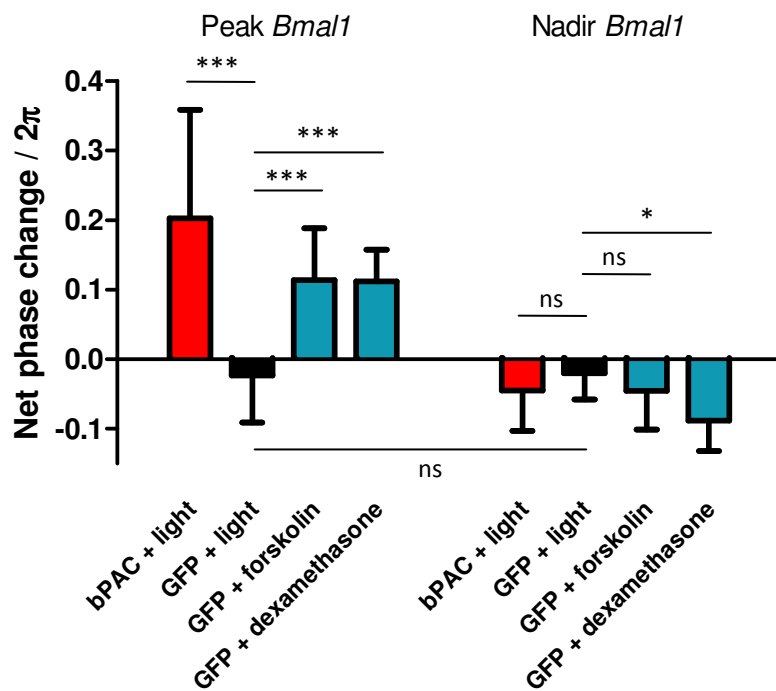 Peak Bmal1
Nadir Bmal1
Net phase change / 2π
0.4
0.3
0.2
0.1
0.0
-0.1
***
***
***
*
ns
ns
ns
bPAC + light
GFP + light
GFP + forskolin
GFP + dexamethasone
bPAC + light
GFP + light
GFP + forskolin
GFP + dexamethasone